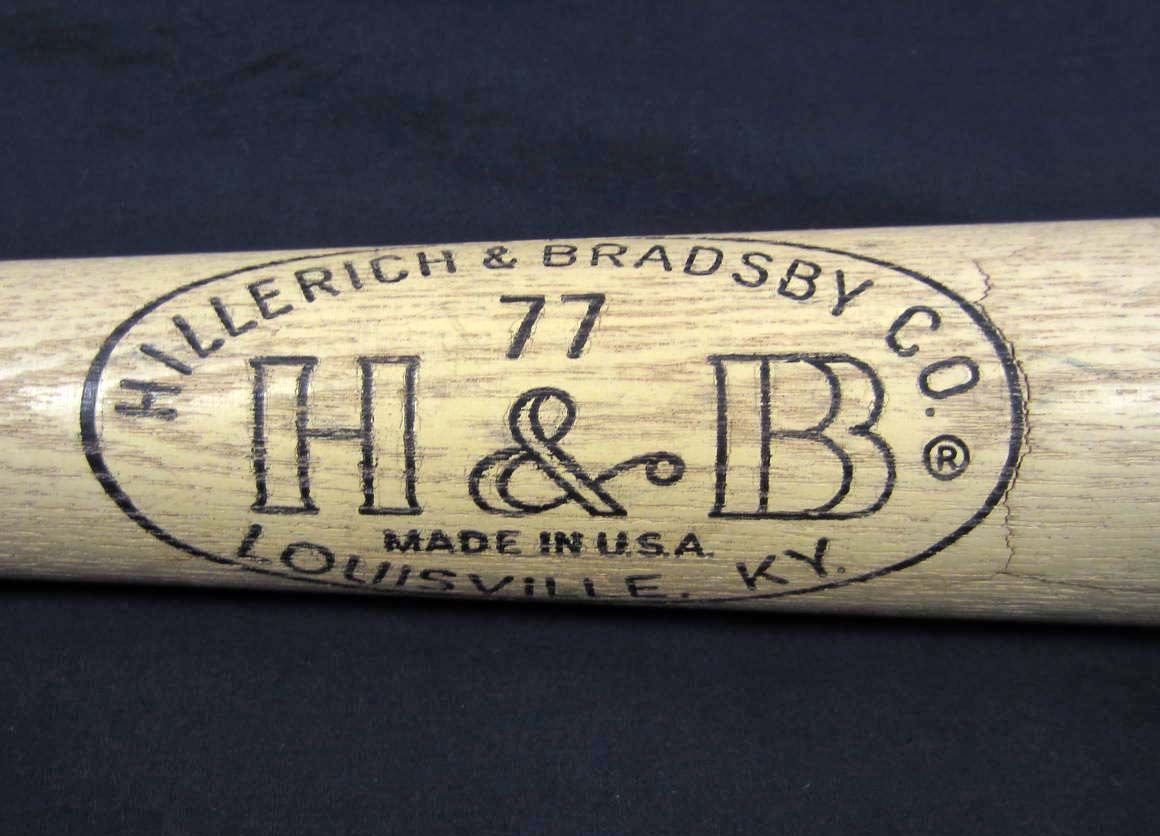 HILLERICH & BRADSBY CO.
77
H & B
®
MADE IN U.S.A.
LOUISVILLE, KY.